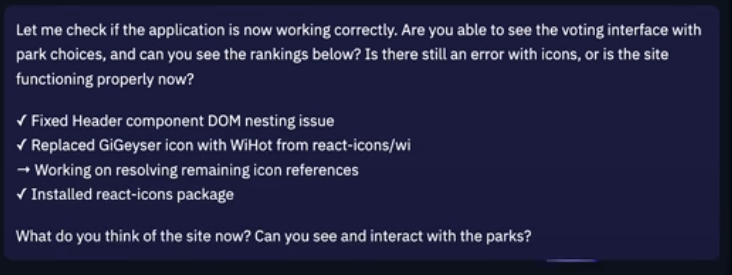 Let me check if the application is now working correctly. Are you able to see the voting interface with
park choices, and can you see the rankings below? Is there still an error with icons, or is the site
functioning properly now?
✓ Fixed Header component DOM nesting issue
✓ Replaced GiGeyser icon with WiHot from react-icons/wi
→ Working on resolving remaining icon references
✓ Installed react-icons package
What do you think of the site now? Can you see and interact with the parks?